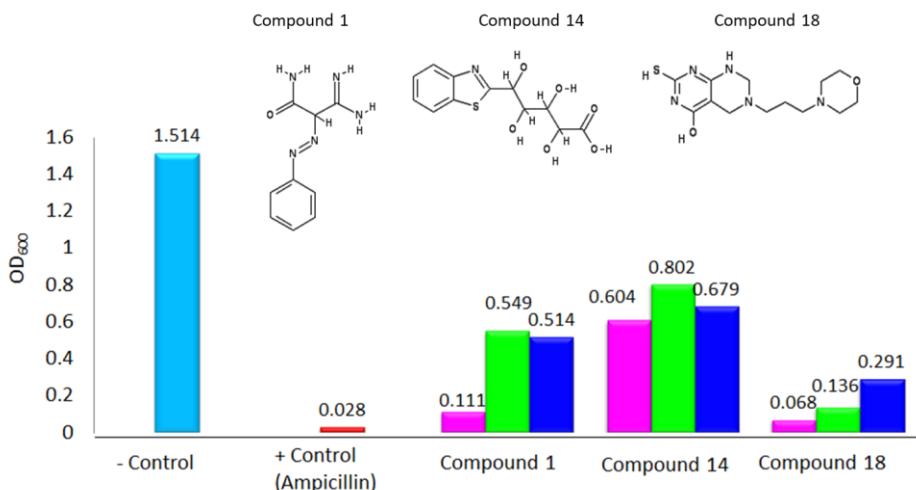 Compound 1
Compound 14
Compound 18
H N H N H
O N H
H H
N N
N
S
O H
H
H O H
O
H O
H
O H
O
H
O-H
H S N N
H
N N
O
H
N O
1.6
1.4
1.2
1
0.8
0.6
0.4
0.2
0
OD600
1.514
0.028
0.111
0.549
0.514
0.604
0.802
0.679
0.068
0.136
0.291
- Control
+ Control
(Ampicillin)
Compound 1
Compound 14
Compound 18